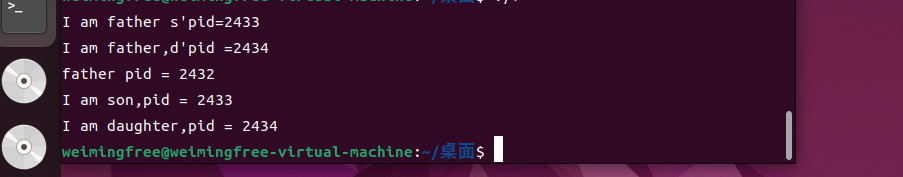 I am father s'pid=2433
I am father,d'pid =2434
father pid = 2432
I am son,pid = 2433
I am daughter,pid = 2434
weimingfree@weimingfree-virtual-machine:~/桌面$